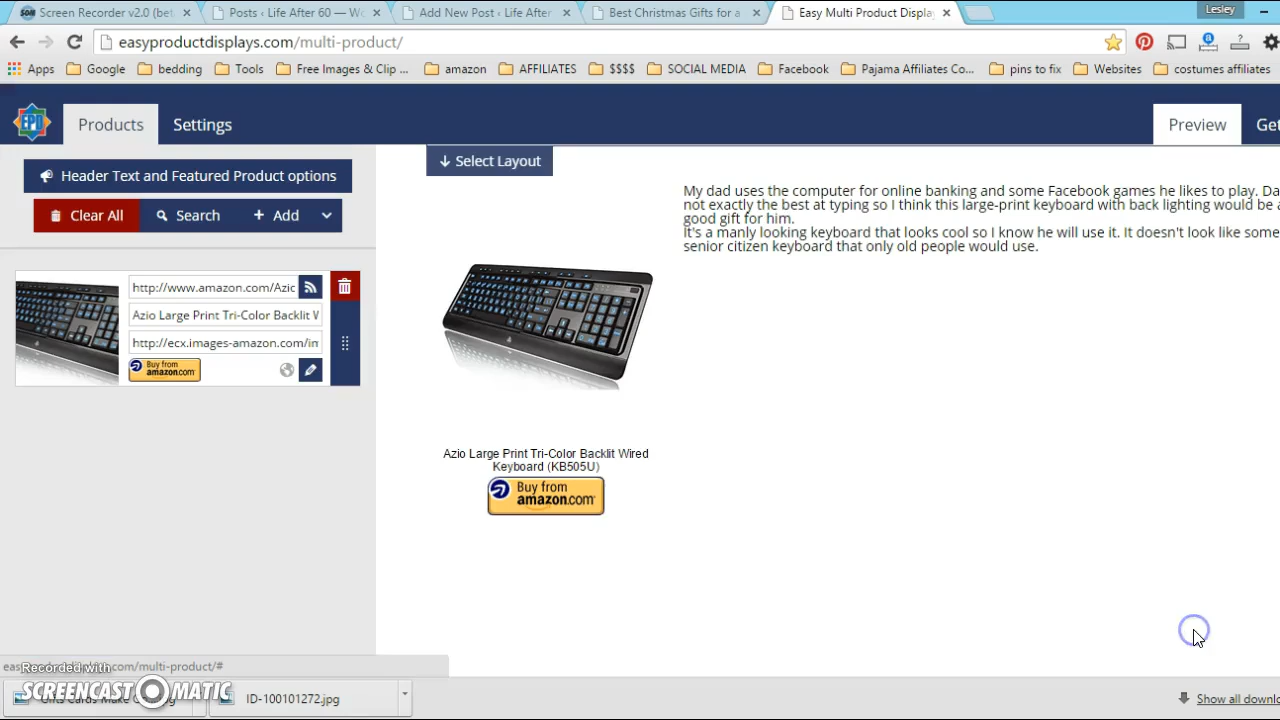 Screen Recorder v2.0 (bet
Posts ‹ Life After 60 — Wo
Add New Post ‹ Life After
Best Christmas Gifts for a
Easy Multi Product Displa
Lesley
easyproductdisplays.com/multi-product/
Apps
Google
bedding
Tools
Free Images & Clip ...
amazon
AFFILIATES
$$$$
SOCIAL MEDIA
Facebook
Pajama Affiliates Co...
pins to fix
Websites
costumes affiliates
EPD
Products
Settings
Preview
Get
Header Text and Featured Product options
Clear All
Search
+ Add
Select Layout
My dad uses the computer for online banking and some Facebook games he likes to play. Da
not exactly the best at typing so I think this large-print keyboard with back lighting would be a
good gift for him.
It's a manly looking keyboard that looks cool so I know he will use it. It doesn't look like some
senior citizen keyboard that only old people would use.
http://www.amazon.com/Azio
Azio Large Print Tri-Color Backlit W
http://ecx.images-amazon.com/im
Buy from
amazon.com
Azio Large Print Tri-Color Backlit Wired
Keyboard (KB505U)
Buy from
amazon.com
.com/multi-product/#
Recorded with
SCREENCAST MATIC
ID-100101272.jpg
Show all downlo